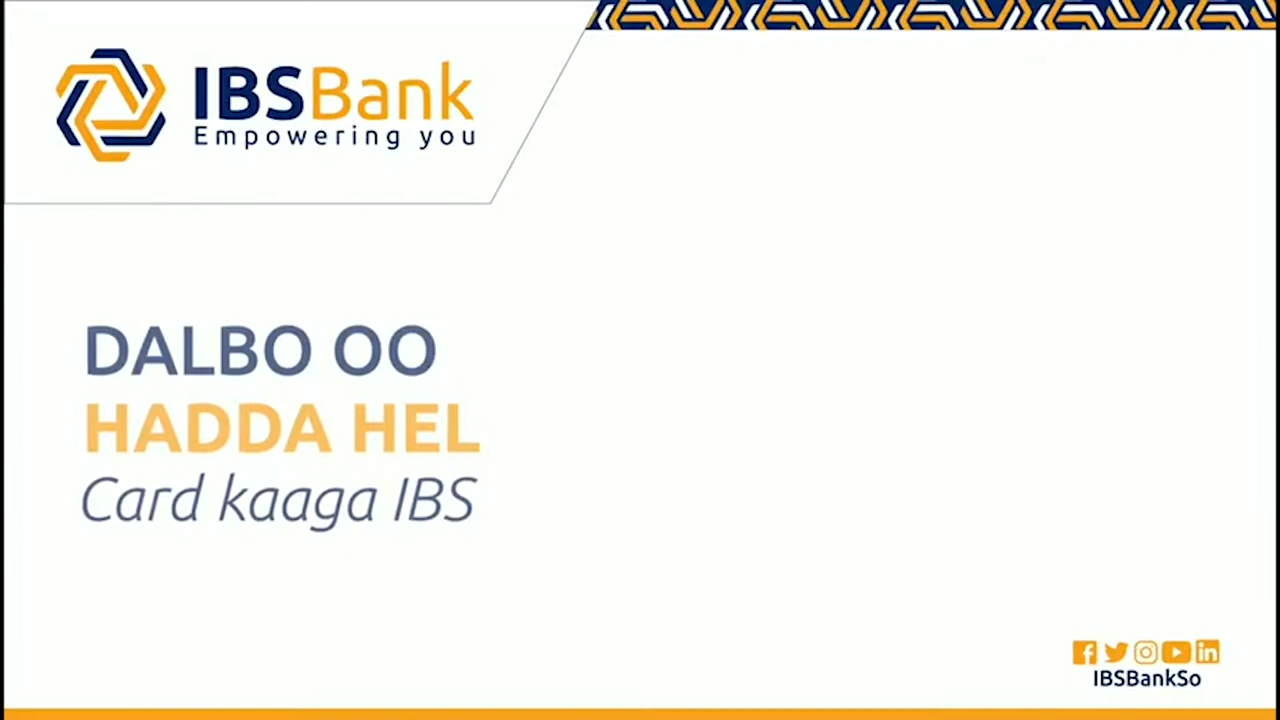 IBSBank
Empowering you
DALBO OO
HADDA HEL
Card kaaga IBS
IBSBankSo